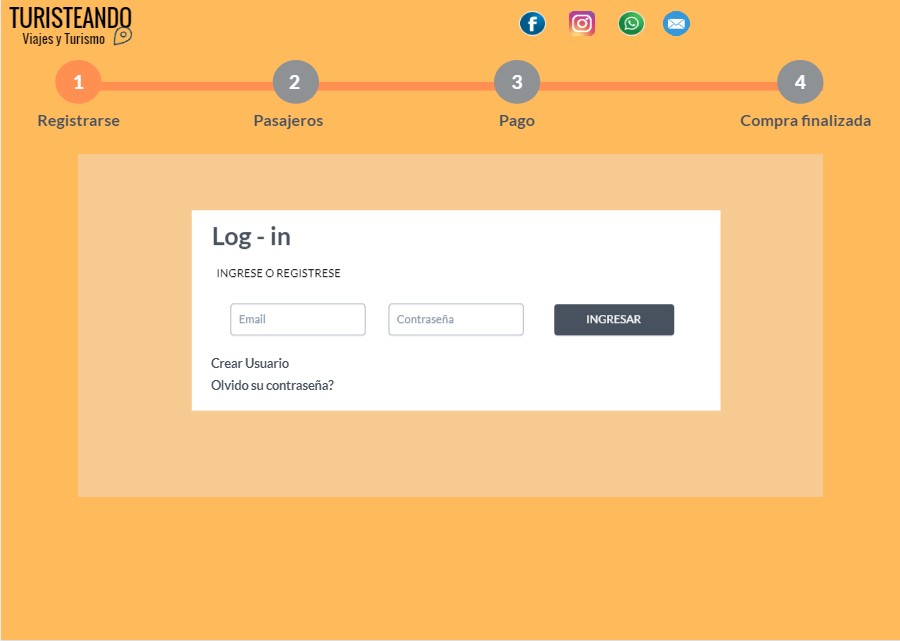 TURISTEANDO
Viajes y Turismo
1
2
3
4
Registrarse
Pasajeros
Pago
Compra finalizada
Log - in
INGRESE O REGISTRESE
Email
Contraseña
INGRESAR
Crear Usuario
Olvido su contraseña?